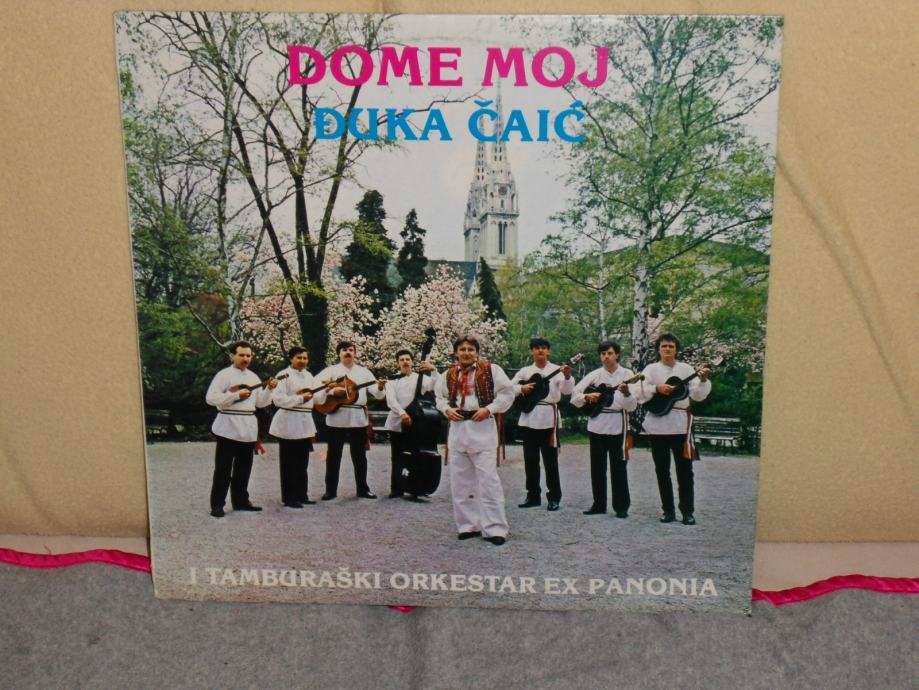 DOME MOJ
ĐUKA ČAIĆ
I TAMBURAŠKI ORKESTAR EX PANONIA